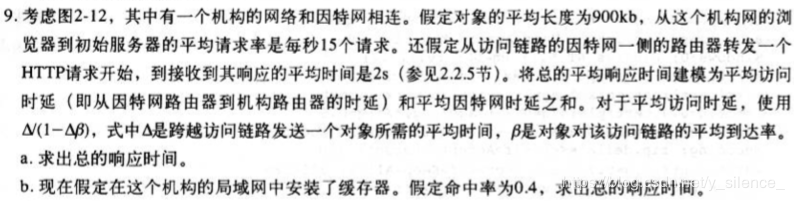 9. 考虑图2-12，其中有一个机构的网络和因特网相连。假定对象的平均长度为900kb，从这个机构网的浏
览器到初始服务器的平均请求率是每秒15个请求。还假定从访问链路的因特网一侧的路由器转发一个
HTTP请求开始，到接收到其响应的平均时间是2s（参见2.2.5节）。将总的平均响应时间建模为平均访问
时延（即从因特网路由器到机构路由器的时延）和平均因特网时延之和。对于平均访问时延，使用
Δ/(1−Δβ)，式中Δ是跨越访问链路发送一个对象所需的平均时间，β是对象对该访问链路的平均到达率。
a. 求出总的响应时间。
b. 现在假定在这个机构的局域网中安装了缓存器。假定命中率为0.4，求出总的响应时间。